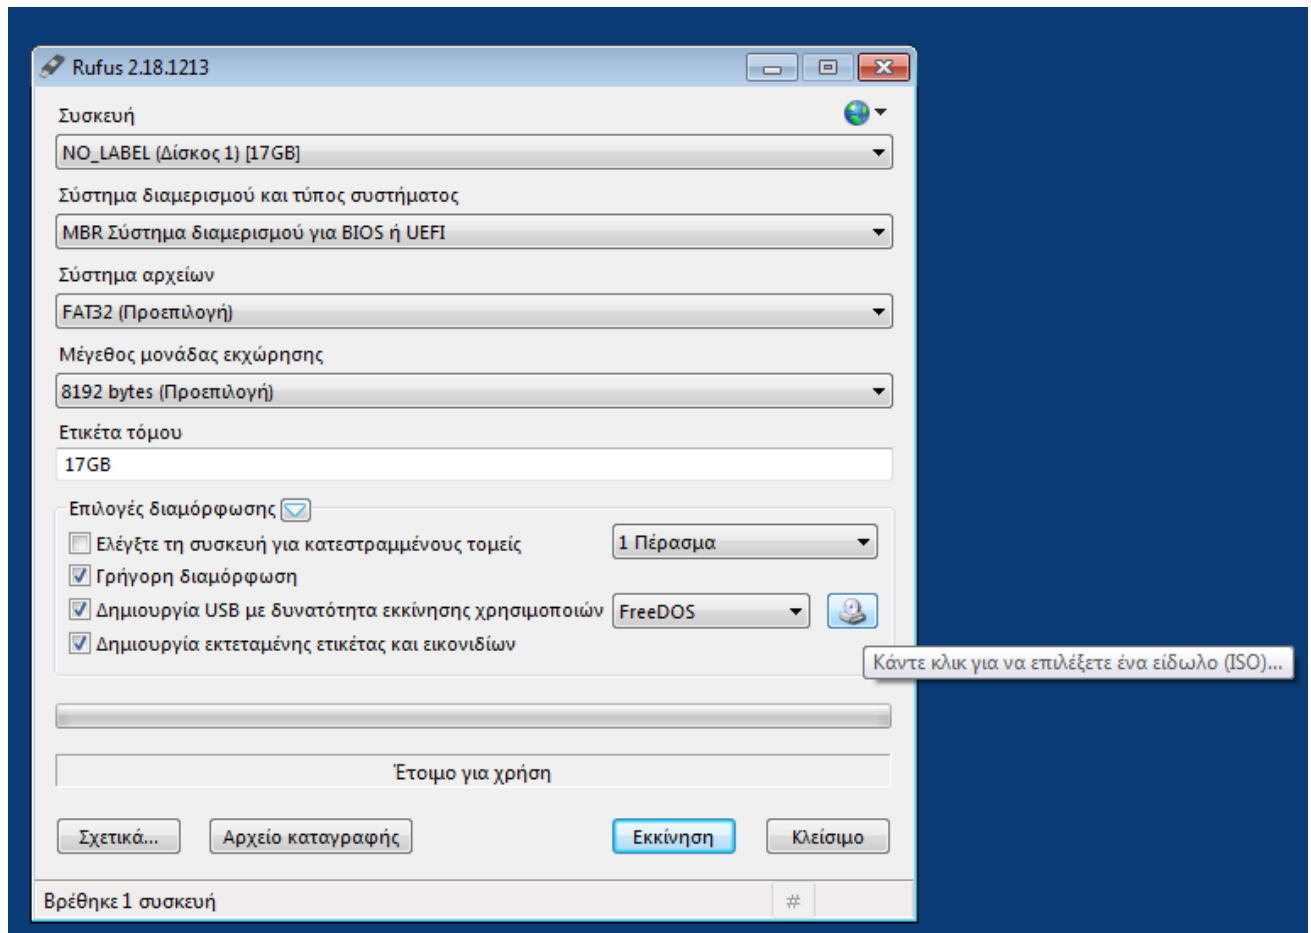 Rufus 2.18.1213
Συσκευή
NO_LABEL (Δίσκος 1) [17GB]
Σύστημα διαμερισμού και τύπος συστήματος
MBR Σύστημα διαμερισμού για BIOS ή UEFI
Σύστημα αρχείων
FAT32 (Προεπιλογή)
Μέγεθος μονάδας εκχώρησης
8192 bytes (Προεπιλογή)
Ετικέτα τόμου
17GB
Επιλογές διαμόρφωσης
Ελέγξτε τη συσκευή για κατεστραμμένους τομείς 1 Πέρασμα
Γρήγορη διαμόρφωση
Δημιουργία USB με δυνατότητα εκκίνησης χρησιμοποιών FreeDOS
Δημιουργία εκτεταμένης ετικέτας και εικονιδίων
Κάντε κλικ για να επιλέξετε ένα είδωλο (ISO)...
Έτοιμο για χρήση
Σχετικά... Αρχείο καταγραφής Εκκίνηση Κλείσιμο
Βρέθηκε 1 συσκευή #